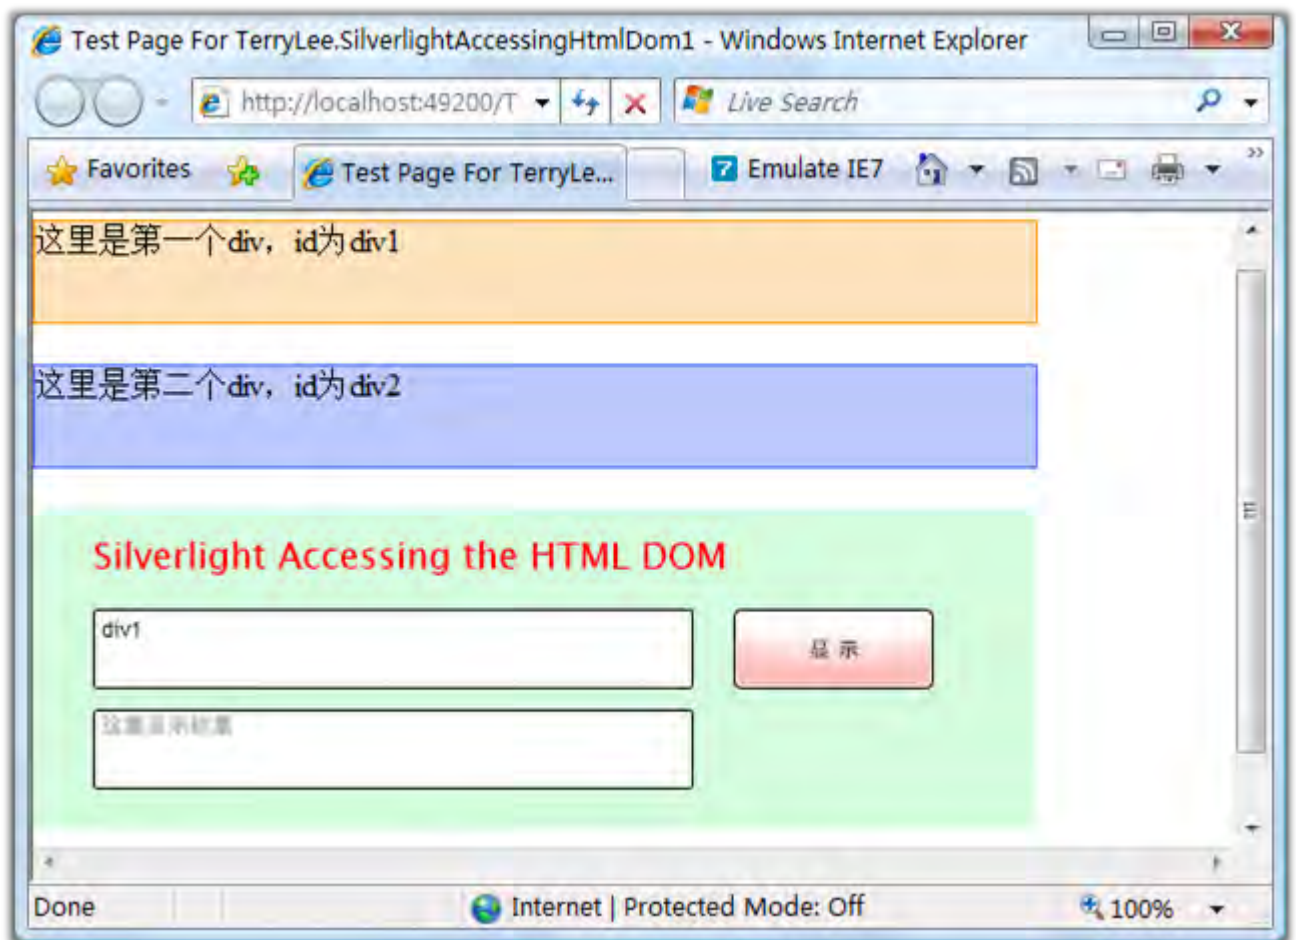 Test Page For TerryLee.SilverlightAccessingHtmlDom1 - Windows Internet Explorer
http://localhost:49200/T Live Search
Favorites Test Page For TerryLe... Emulate IE7
这里是第一个div，id为div1
这里是第二个div，id为div2
Silverlight Accessing the HTML DOM
div1
显 示
Done Internet | Protected Mode: Off 100%